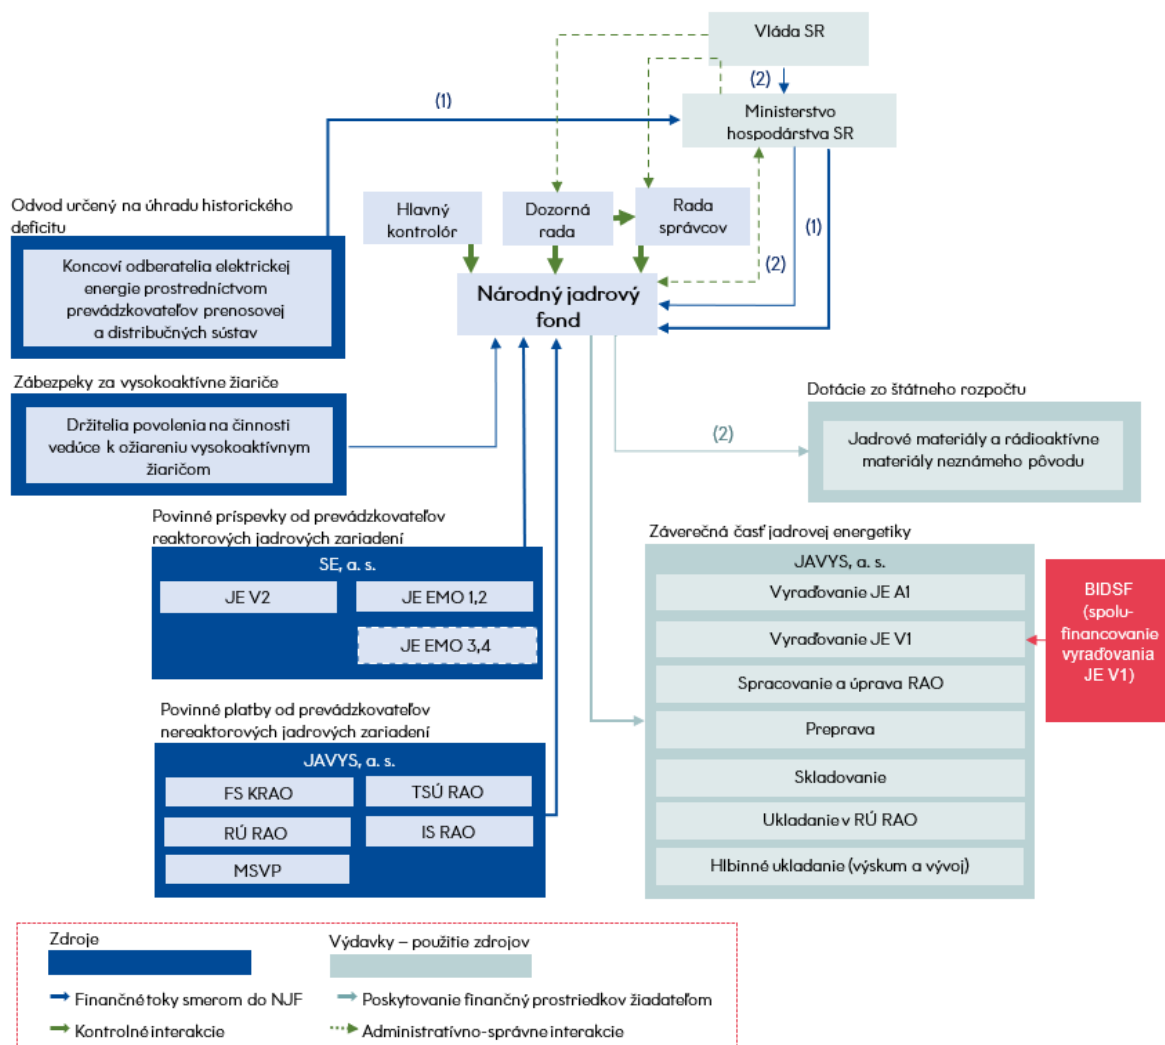 Vláda SR
(2)
(1)
Ministerstvo
hospodárstva SR
Odvod určený na úhradu historického
deficitu
Hlavný
kontrolór
Dozorná
rada
Rada
správcov
(1)
(2)
Koncoví odberatelia elektrickej
energie prostredníctvom
prevádzkovateľov prenosovej
a distribučných sústav
Národný jadrový
fond
Zábezpeky za vysokoaktívne žiariče
Držitelia povolenia na činnosti
vedúce k ožiareniu vysokoaktívnym
žiaričom
Dotácie zo štátneho rozpočtu
(2)
Jadrové materiály a rádioaktívne
materiály neznámeho pôvodu
Povinné príspevky od prevádzkovateľov
reaktorových jadrových zariadení
SE, a. s.
JE V2
JE EMO 1,2
JE EMO 3,4
Povinné platby od prevádzkovateľov
nereaktorových jadrových zariadení
JAVYS, a. s.
FS KRAO
TSÚ RAO
RÚ RAO
IS RAO
MSVP
Záverečná časť jadrovej energetiky
JAVYS, a. s.
Vyraďovanie JE A1
Vyraďovanie JE V1
Spracovanie a úprava RAO
Preprava
Skladovanie
Ukladanie v RÚ RAO
Hlbinné ukladanie (výskum a vývoj)
BIDSF
(spolu-
financovanie
vyraďovania
JE V1)
Zdroje
Výdavky – použitie zdrojov
Finančné toky smerom do NJF
Poskytovanie finančný prostriedkov žiadateľom
Kontrolné interakcie
Administratívno-správne interakcie